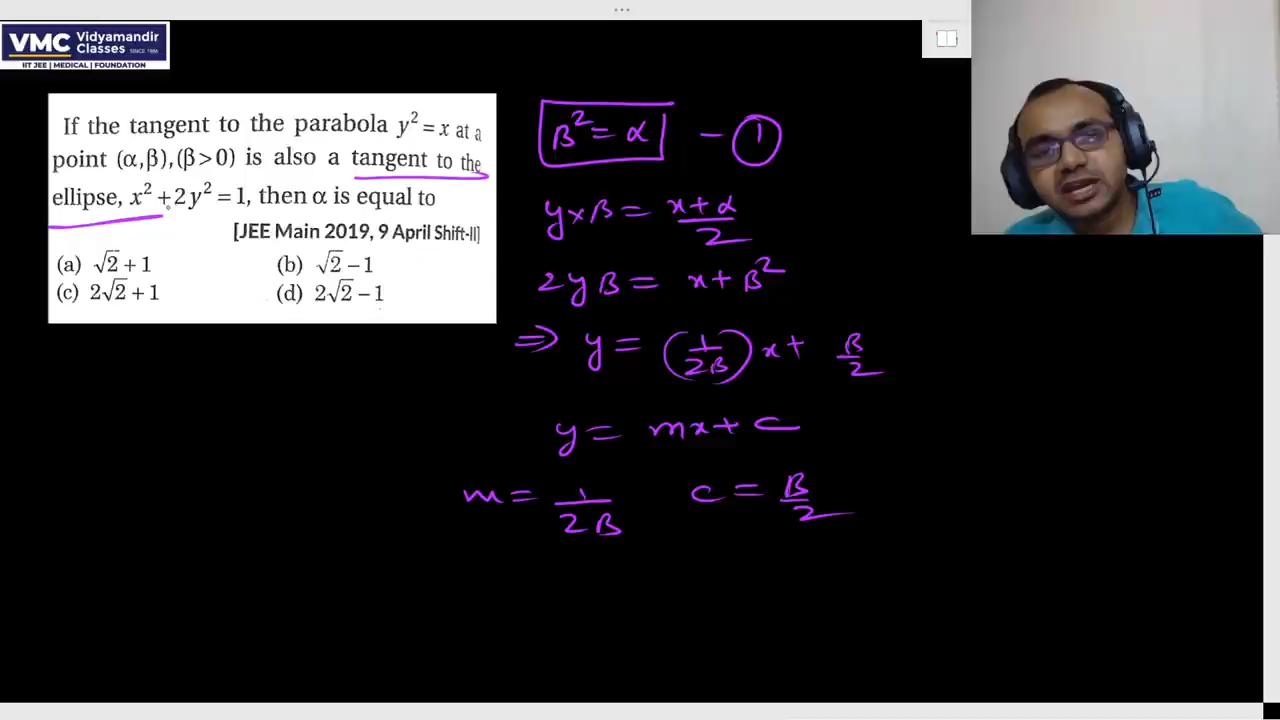 VMC Vidyamandir Classes
SINCE 1986
IIT JEE | MEDICAL | FOUNDATION
If the tangent to the parabola y² = x at a
point (α, β), (β > 0) is also a tangent to the
ellipse, x² + 2y² = 1, then α is equal to
[JEE Main 2019, 9 April Shift-II]
(a) √2 + 1 (b) √2 − 1
(c) 2√2 + 1 (d) 2√2 − 1
β² = α — ①
y×β = (x+α)/2
2yβ = x + β²
⇒ y = (1/2β) x + β/2
y = mx + c
m = 1/2β c = β/2